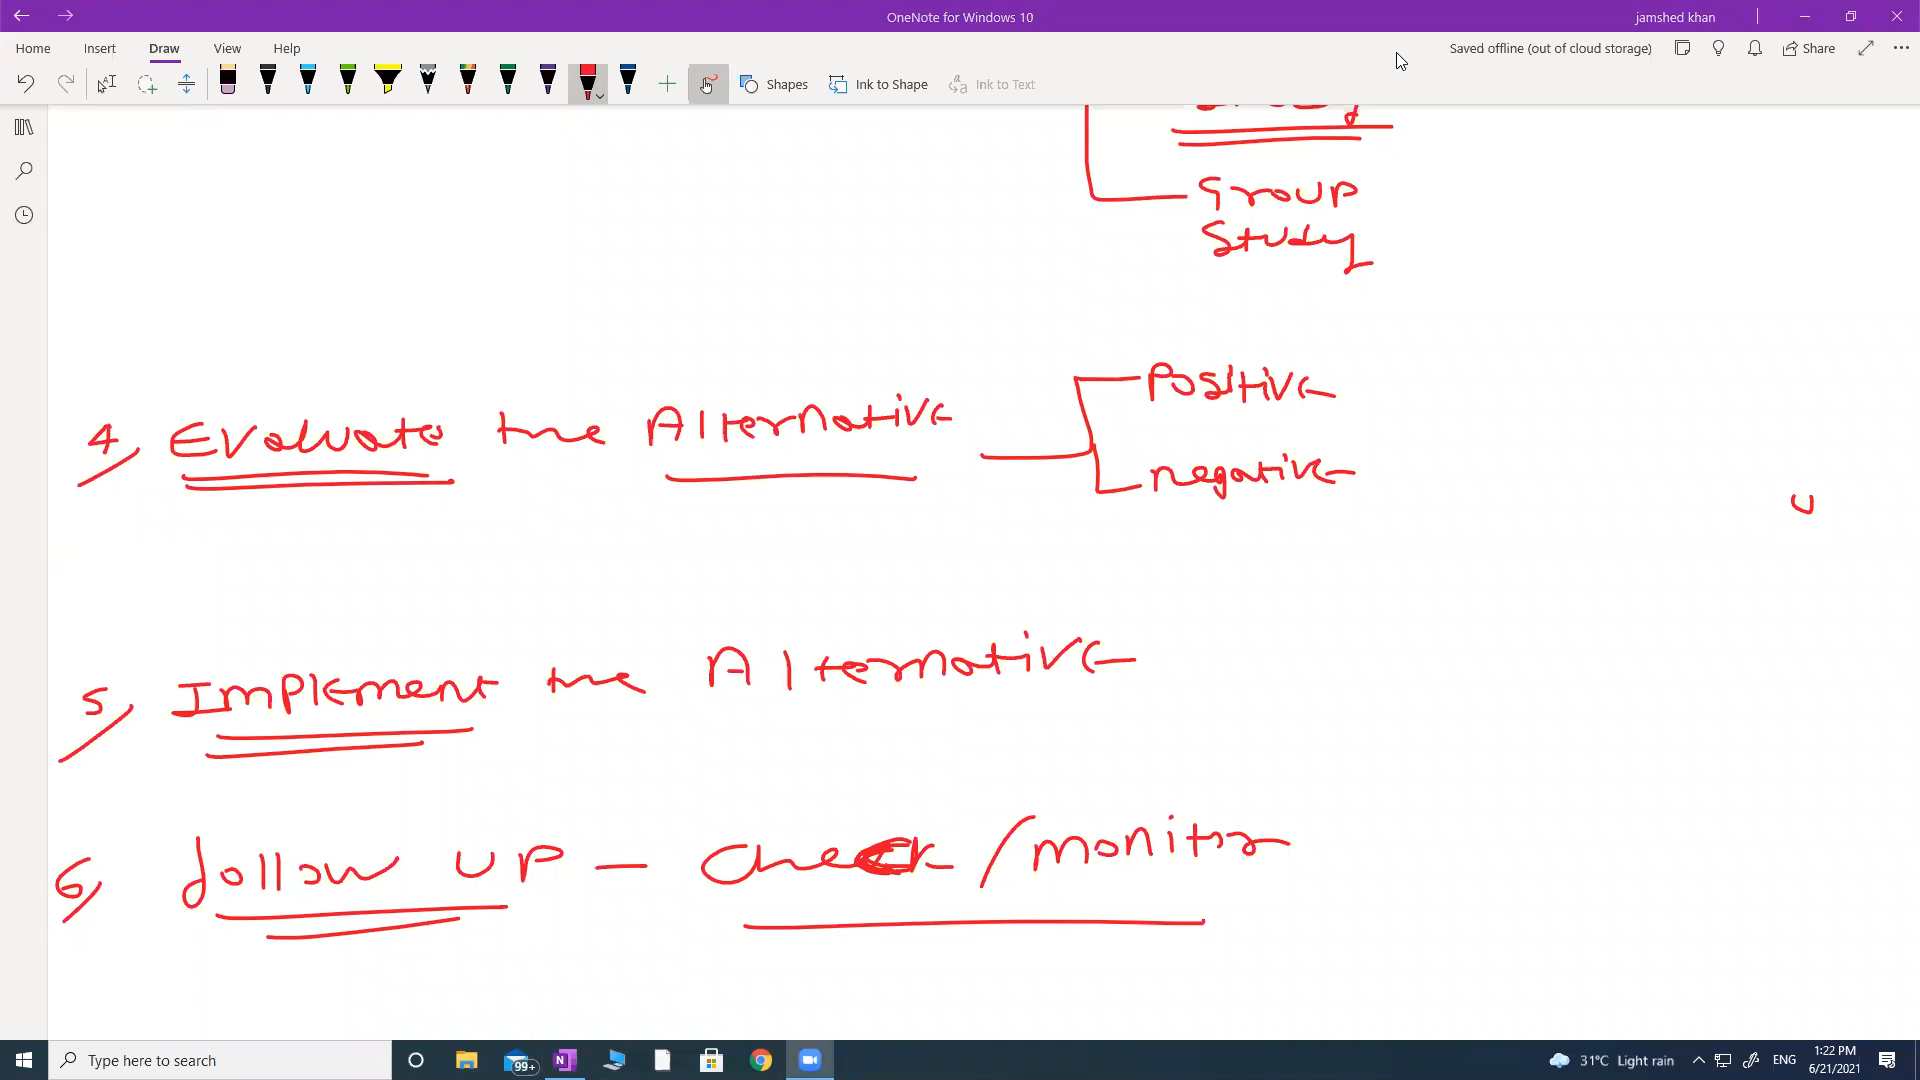 OneNote for Windows 10
jamshed khan
Home Insert Draw View Help
Saved offline (out of cloud storage)
Share
Shapes
Ink to Shape
Ink to Text
Group
Study
4, Evaluate the Alternative
Positive
negative
5, Implement the Alternative
6, follow up - check / monitor
Type here to search
99+
31°C Light rain
ENG
1:22 PM
6/21/2021